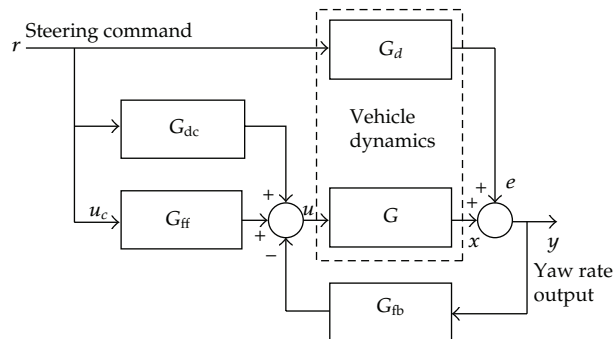 Steering command
r
G_d
Vehicle
dynamics
G_dc
+
+
e
u_c
G_ff
+
u
G
+
x
−
y
Yaw rate
output
G_fb